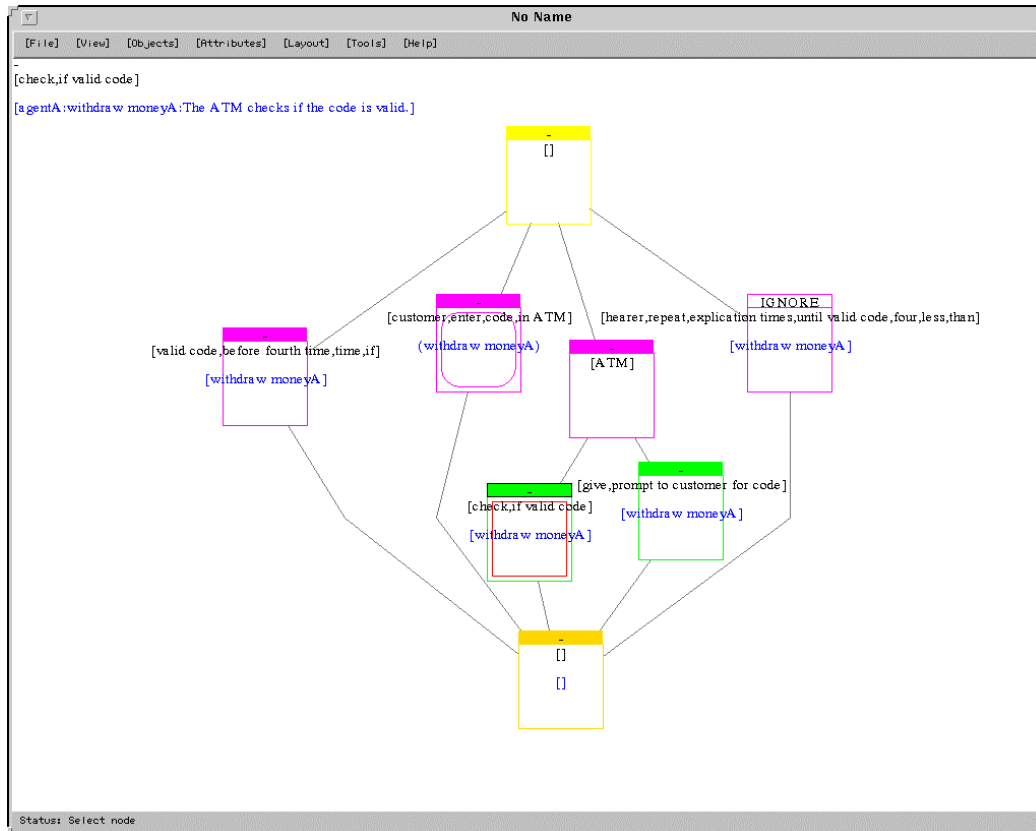 No Name
[File] [View] [Objects] [Attributes] [Layout] [Tools] [Help]
-
[check,if valid code]
[agentA:withdraw moneyA:The ATM checks if the code is valid.]
-
[]
-
[customer,enter,code,in ATM]
(withdraw moneyA)
IGNORE
[hearer,repeat,explication times,until valid code,four,less,than]
[withdraw moneyA]
-
[valid code,before fourth time,time,if]
[withdraw moneyA]
-
[ATM]
-
[give,prompt to customer for code]
[withdraw moneyA]
-
[check,if valid code]
[withdraw moneyA]
-
[]
[]
Status: Select node